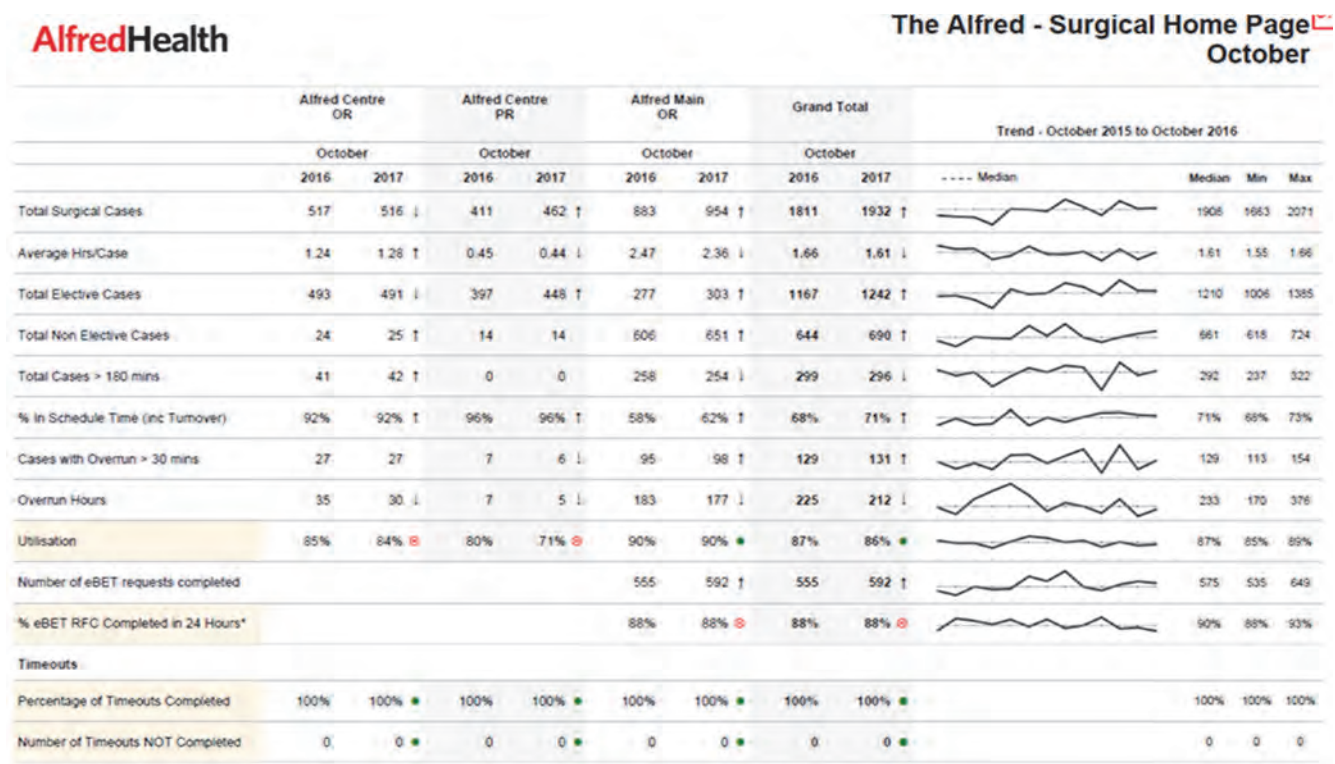 AlfredHealth
The Alfred - Surgical Home Page
October
Alfred Centre OR Alfred Centre PR Alfred Main OR Grand Total
Trend - October 2015 to October 2016
October October October October
2016 2017 2016 2017 2016 2017 2016 2017 ---- Median Median Min Max
Total Surgical Cases 517 516 ↓ 411 462 ↑ 883 954 ↑ 1811 1932 ↑ 1908 1663 2071
Average Hrs/Case 1.24 1.28 ↑ 0.45 0.44 ↓ 2.47 2.36 ↓ 1.66 1.61 ↓ 1.61 1.55 1.66
Total Elective Cases 493 491 ↓ 397 448 ↑ 277 303 ↑ 1167 1242 ↑ 1210 1006 1385
Total Non Elective Cases 24 25 ↑ 14 14 606 651 ↑ 644 690 ↑ 661 618 724
Total Cases > 180 mins 41 42 ↑ 0 0 258 254 ↓ 299 296 ↓ 292 237 322
% In Schedule Time (inc Turnover) 92% 92% ↑ 96% 96% ↑ 58% 62% ↑ 68% 71% ↑ 71% 68% 73%
Cases with Overrun > 30 mins 27 27 7 6 ↓ 95 98 ↑ 129 131 ↑ 129 113 154
Overrun Hours 35 30 ↓ 7 5 ↓ 183 177 ↓ 225 212 ↓ 233 170 376
Utilisation 85% 84% 80% 71% 90% 90% 87% 86% 87% 85% 89%
Number of eBET requests completed 555 592 ↑ 555 592 ↑ 575 535 649
% eBET RFC Completed in 24 Hours* 88% 88% 88% 88% 90% 88% 93%
Timeouts
Percentage of Timeouts Completed 100% 100% 100% 100% 100% 100% 100% 100% 100% 100% 100%
Number of Timeouts NOT Completed 0 0 0 0 0 0 0 0 0 0 0